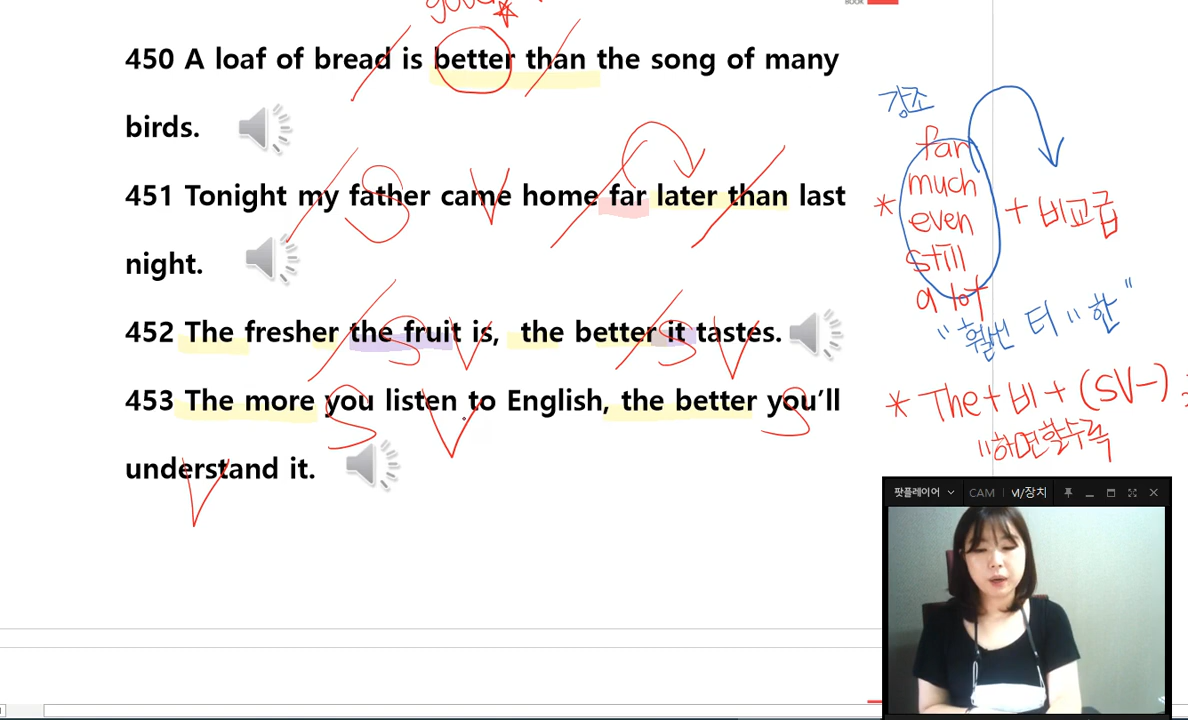 BOOK
450 A loaf of bread is better than the song of many
birds.
451 Tonight my father came home far later than last
night.
452 The fresher the fruit is, the better it tastes.
453 The more you listen to English, the better you'll
understand it.
S V
S V S V
S V S
V
강조
far
much
* even + 비교급
still
a lot
"훨씬 더 ~한"
* The + 비 + (SV~)
"하면 할수록
팟플레이어 CAM